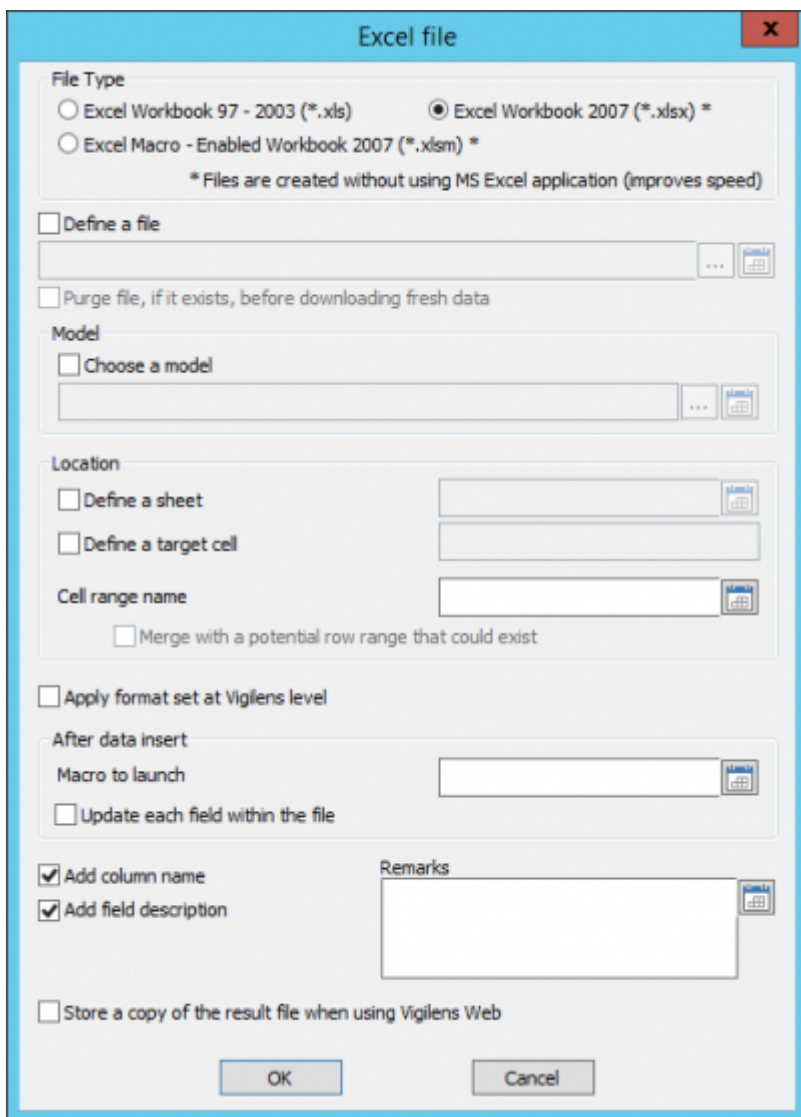 Excel file
x
File Type
Excel Workbook 97 - 2003 (*.xls) Excel Workbook 2007 (*.xlsx) *
Excel Macro - Enabled Workbook 2007 (*.xlsm) *
* Files are created without using MS Excel application (improves speed)
Define a file
...
Purge file, if it exists, before downloading fresh data
Model
Choose a model
...
Location
Define a sheet
Define a target cell
Cell range name
Merge with a potential row range that could exist
Apply format set at Vigilens level
After data insert
Macro to launch
Update each field within the file
Add column name
Remarks
Add field description
Store a copy of the result file when using Vigilens Web
OK Cancel